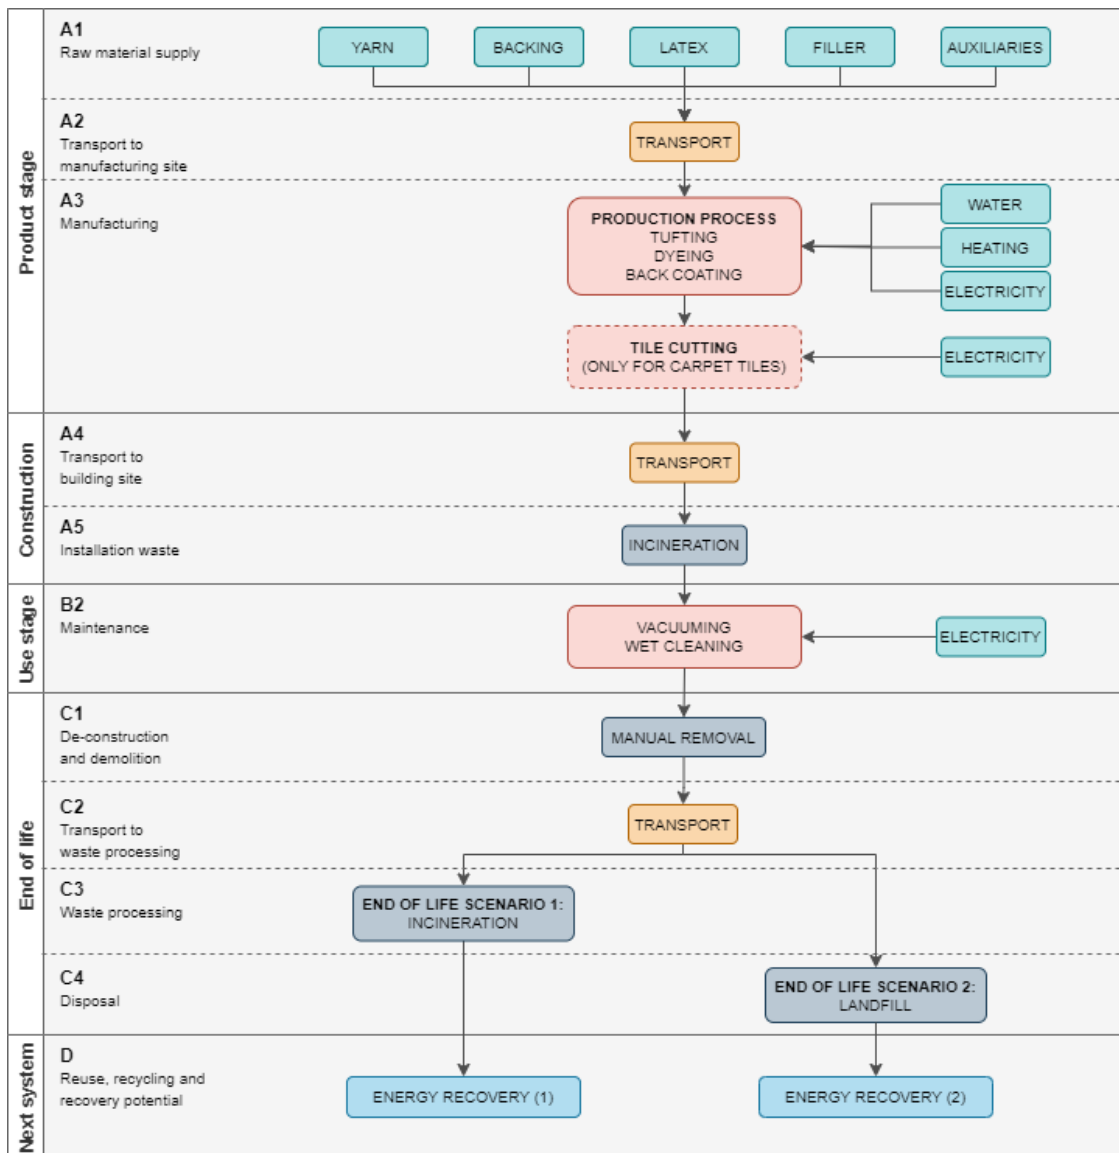 Product stage
A1
Raw material supply
YARN
BACKING
LATEX
FILLER
AUXILIARIES
A2
Transport to
manufacturing site
TRANSPORT
A3
Manufacturing
PRODUCTION PROCESS
TUFTING
DYEING
BACK COATING
WATER
HEATING
ELECTRICITY
TILE CUTTING
(ONLY FOR CARPET TILES)
ELECTRICITY
Construction
A4
Transport to
building site
TRANSPORT
A5
Installation waste
INCINERATION
Use stage
B2
Maintenance
VACUUMING
WET CLEANING
ELECTRICITY
End of life
C1
De-construction
and demolition
MANUAL REMOVAL
C2
Transport to
waste processing
TRANSPORT
C3
Waste processing
END OF LIFE SCENARIO 1:
INCINERATION
C4
Disposal
END OF LIFE SCENARIO 2:
LANDFILL
Next system
D
Reuse, recycling and
recovery potential
ENERGY RECOVERY (1)
ENERGY RECOVERY (2)